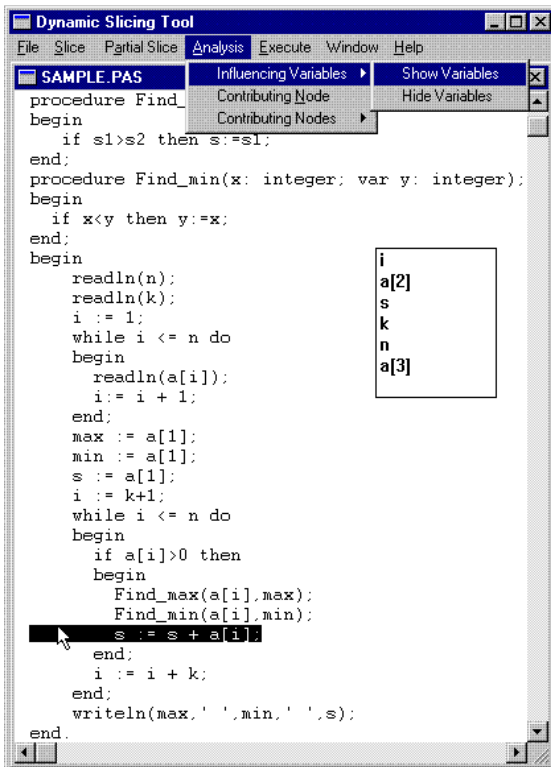 Dynamic Slicing Tool
File Slice Partial Slice Analysis Execute Window Help
SAMPLE.PAS
Influencing Variables
Show Variables
Contributing Node
Hide Variables
Contributing Nodes
procedure Find_
begin
if s1>s2 then s:=s1;
end;
procedure Find_min(x: integer; var y: integer);
begin
if x<y then y:=x;
end;
begin
readln(n);
readln(k);
i := 1;
while i <= n do
begin
readln(a[i]);
i:= i + 1;
end;
max := a[1];
min := a[1];
s := a[1];
i := k+1;
while i <= n do
begin
if a[i]>0 then
begin
Find_max(a[i],max);
Find_min(a[i],min);
s := s + a[i];
end;
i := i + k;
end;
writeln(max,' ',min,' ',s);
end.
i
a[2]
s
k
n
a[3]